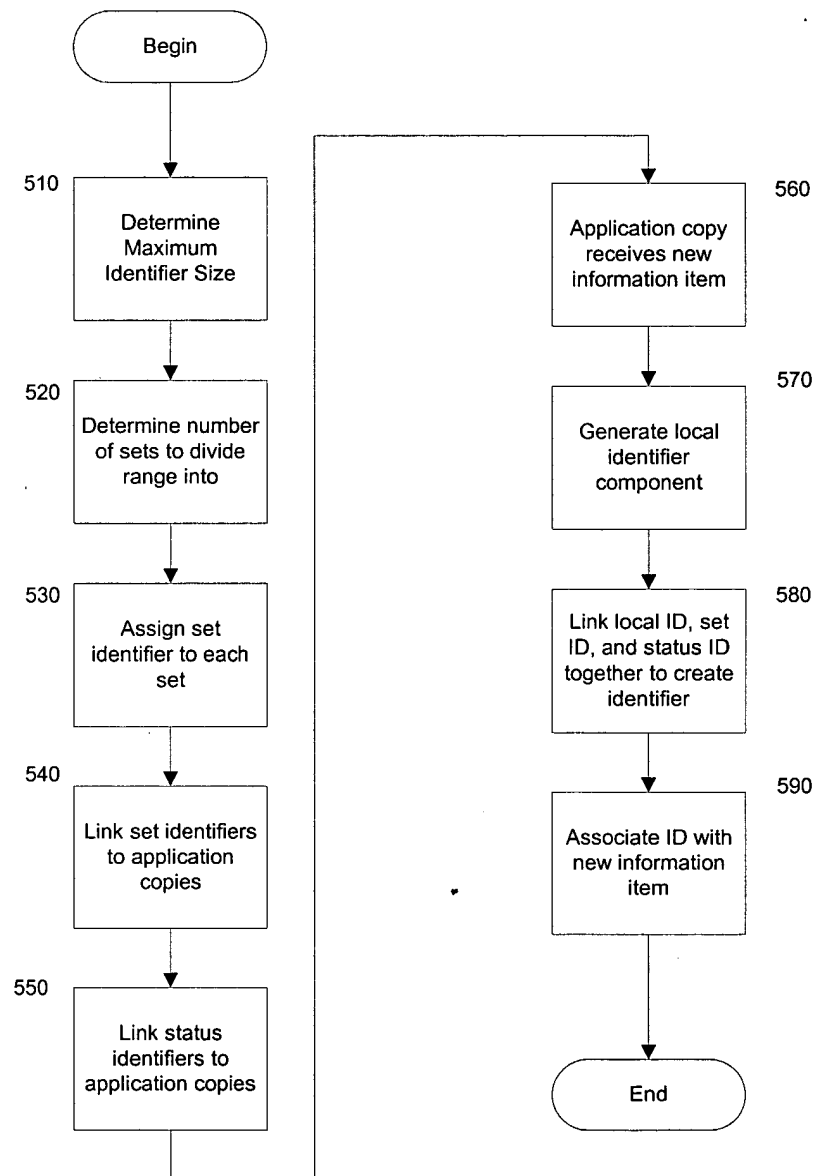 Begin
510
Determine
Maximum
Identifier Size
520
Determine number
of sets to divide
range into
530
Assign set
identifier to each
set
540
Link set identifiers
to application
copies
550
Link status
identifiers to
application copies
560
Application copy
receives new
information item
570
Generate local
identifier
component
580
Link local ID, set
ID, and status ID
together to create
identifier
590
Associate ID with
new information
item
End